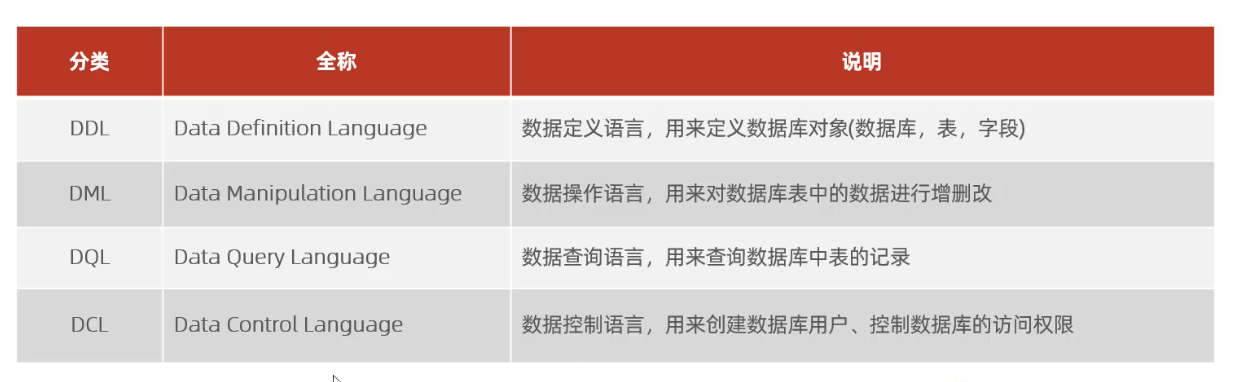 分类 全称 说明
DDL Data Definition Language 数据定义语言，用来定义数据库对象(数据库，表，字段)
DML Data Manipulation Language 数据操作语言，用来对数据库表中的数据进行增删改
DQL Data Query Language 数据查询语言，用来查询数据库中表的记录
DCL Data Control Language 数据控制语言，用来创建数据库用户、控制数据库的访问权限